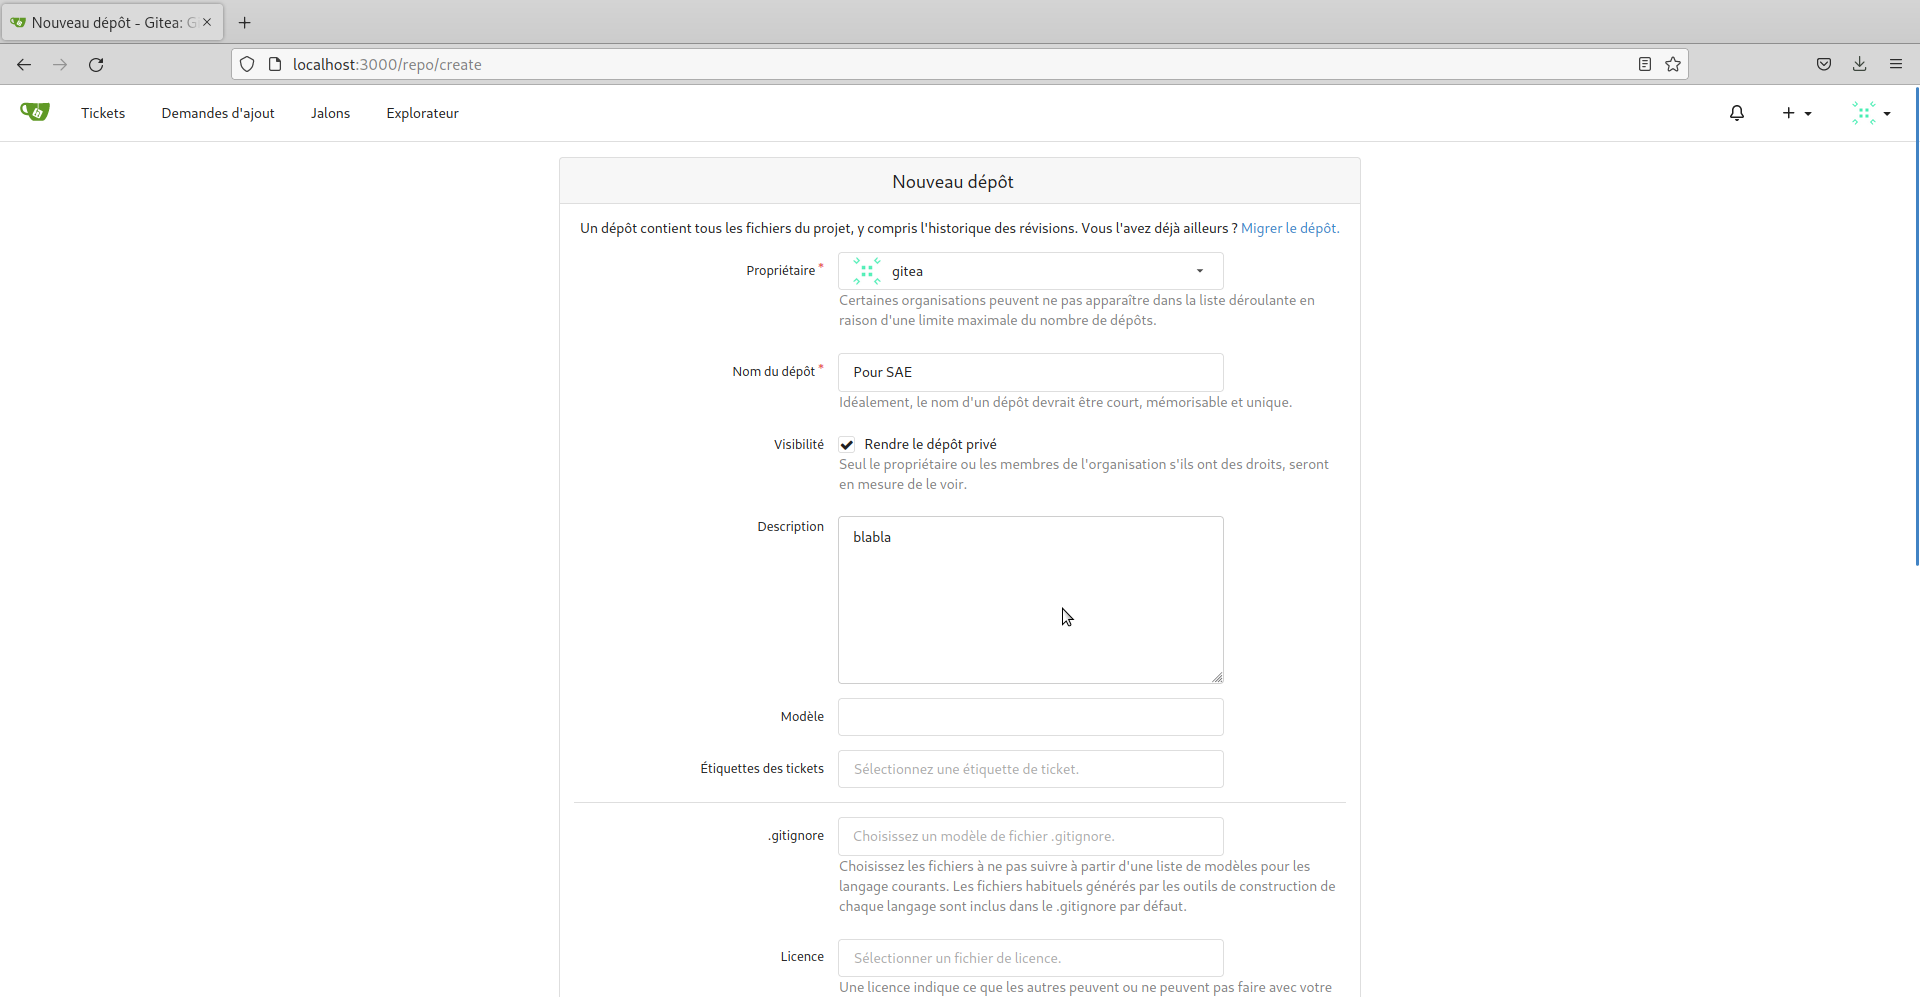 Nouveau dépôt - Gitea: G
localhost:3000/repo/create
Tickets
Demandes d'ajout
Jalons
Explorateur
Nouveau dépôt
Un dépôt contient tous les fichiers du projet, y compris l'historique des révisions. Vous l'avez déjà ailleurs ? Migrer le dépôt.
Propriétaire *
gitea
Certaines organisations peuvent ne pas apparaître dans la liste déroulante en
raison d'une limite maximale du nombre de dépôts.
Nom du dépôt *
Pour SAE
Idéalement, le nom d'un dépôt devrait être court, mémorisable et unique.
Visibilité
Rendre le dépôt privé
Seul le propriétaire ou les membres de l'organisation s'ils ont des droits, seront
en mesure de le voir.
Description
blabla
Modèle
Étiquettes des tickets
Sélectionnez une étiquette de ticket.
.gitignore
Choisissez un modèle de fichier .gitignore.
Choisissez les fichiers à ne pas suivre à partir d'une liste de modèles pour les
langage courants. Les fichiers habituels générés par les outils de construction de
chaque langage sont inclus dans le .gitignore par défaut.
Licence
Sélectionner un fichier de licence.
Une licence indique ce que les autres peuvent ou ne peuvent pas faire avec votre